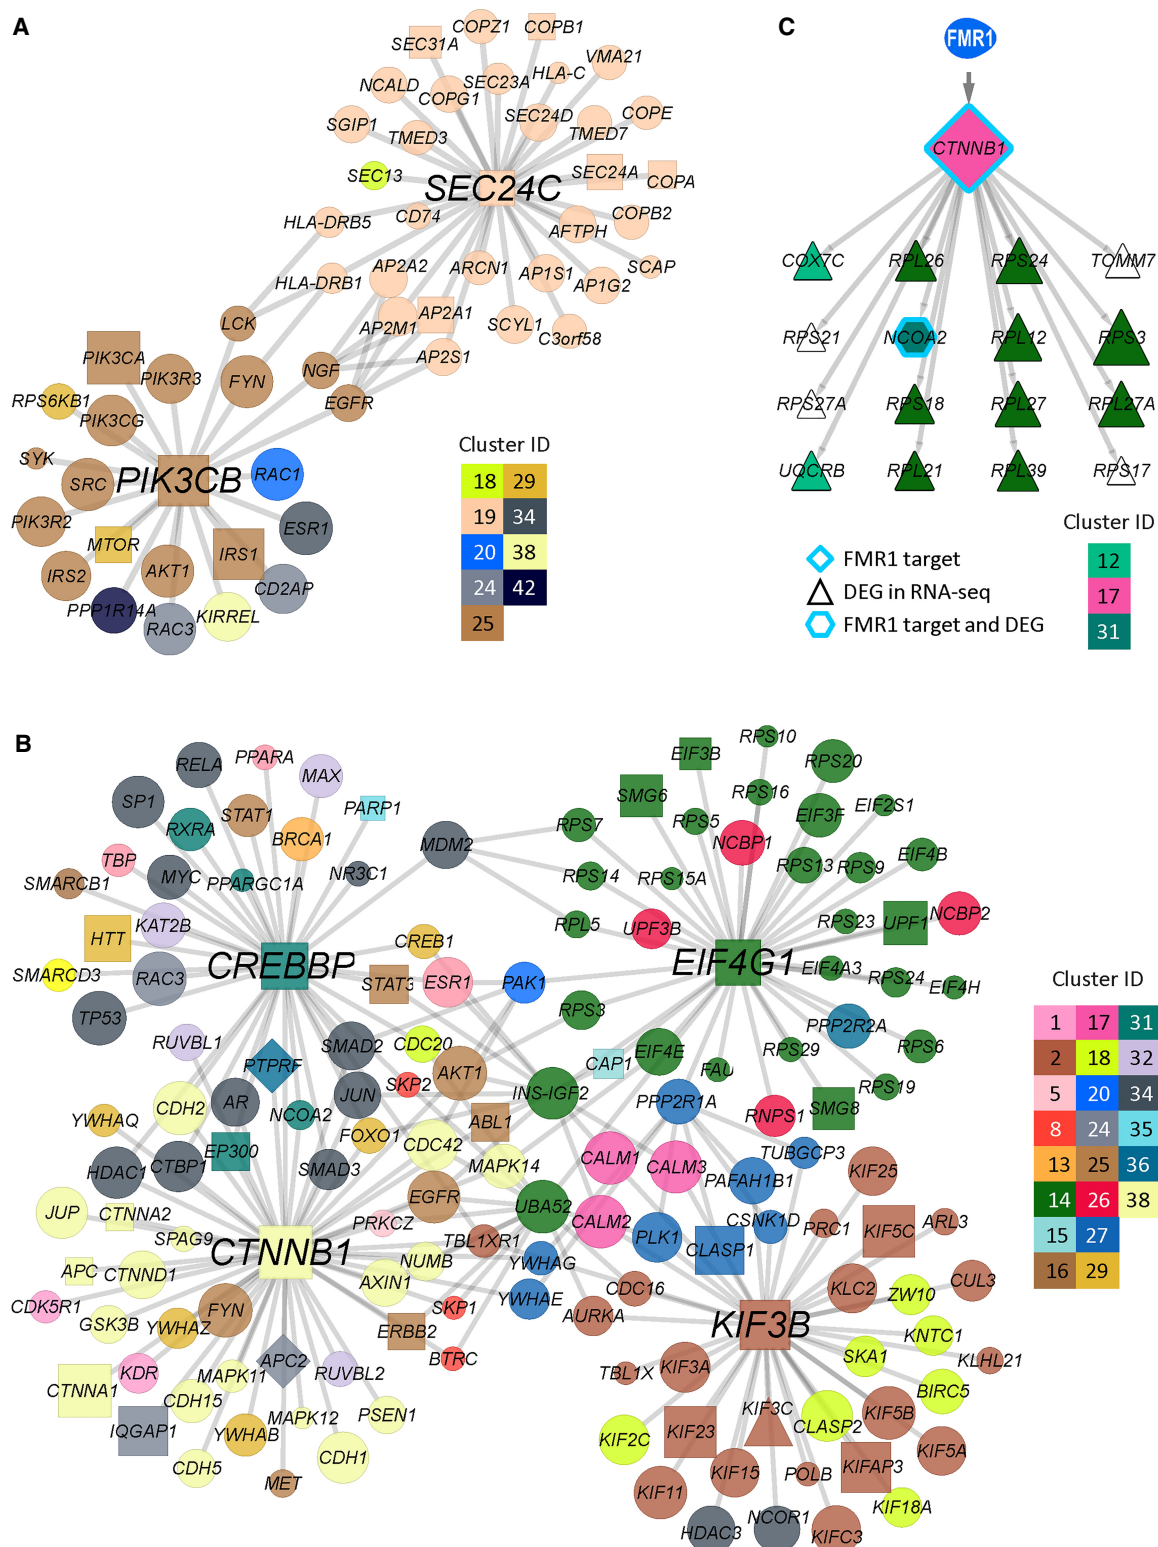 A
COPZ1
COPB1
SEC31A
VMA21
NCALD
SEC23A
HLA-C
COPG1
SGIP1
TMED3
SEC24D
TMED7
COPE
SEC13
SEC24C
SEC24A
COPA
HLA-DRB5
CD74
AFTPH
COPB2
HLA-DRB1
AP2A2
ARCN1
AP1S1
SCAP
AP1G2
LCK
AP2M1
AP2A1
SCYL1
C3orf58
PIK3CA
PIK3R3
FYN
NGF
AP2S1
RPS6KB1
PIK3CG
EGFR
SYK
SRC
PIK3CB
RAC1
PIK3R2
ESR1
MTOR
IRS1
IRS2
AKT1
CD2AP
PPP1R14A
RAC3
KIRREL
Cluster ID
18 29
19 34
20 38
24 42
25
C
FMR1
CTNNB1
COX7C RPL26 RPS24 TOMM7
RPS21 NCOA2 RPL12 RPS3
RPS27A RPS18 RPL27 RPL27A
UQCRB RPL21 RPL39 RPS17
FMR1 target
DEG in RNA-seq
FMR1 target and DEG
Cluster ID
12
17
31
B
RELA
PPARA
MAX
SP1
RXRA
STAT1
PARP1
BRCA1
TBP
MYC
PPARGC1A
NR3C1
MDM2
SMARCB1
KAT2B
HTT
CREBBP
CREB1
SMARCD3
RAC3
STAT3
ESR1
PAK1
TP53
RUVBL1
PTPRF
SMAD2
CDC20
AKT1
SKP2
CDH2
AR
NCOA2
JUN
INS-IGF2
YWHAQ
EP300
FOXO1
ABL1
CDC42
HDAC1
CTBP1
SMAD3
MAPK14
EGFR
UBA52
JUP
CTNNA2
SPAG9
CTNNB1
PRKCZ
TBL1XR1
APC
CTNND1
NUMB
AXIN1
YWHAG
CDK5R1
GSK3B
YWHAZ
FYN
SKP1
YWHAE
ERBB2
BTRC
KDR
MAPK11
APC2
RUVBL2
CTNNA1
CDH15
IQGAP1
YWHAB
MAPK12
PSEN1
CDH5
CDH1
MET
RPS10
EIF3B
RPS20
SMG6
RPS16
EIF2S1
RPS7
RPS5
NCBP1
EIF3F
RPS14
RPS15A
RPS13
RPS9
EIF4B
RPL5
UPF3B
RPS23
UPF1
NCBP2
EIF4G1
EIF4A3
RPS24
EIF4H
RPS3
PPP2R2A
CAP1
EIF4E
FAU
RPS29
RPS6
RPS19
PPP2R1A
RNPS1
SMG8
CALM1
CALM3
TUBGCP3
PAFAH1B1
KIF25
CALM2
PLK1
CSNK1D
CLASP1
PRC1
KIF5C
ARL3
CDC16
AURKA
KLC2
ZW10
CUL3
KIF3B
KNTC1
TBL1X
KIF3A
SKA1
KLHL21
BIRC5
KIF3C
CLASP2
KIF5B
KIF2C
KIF23
KIF5A
KIF15
POLB
KIFAP3
KIF11
KIF18A
HDAC3
NCOR1
KIFC3
Cluster ID
1 17 31
2 18 32
5 20 34
8 24 35
13 25 36
14 26 38
15 27
16 29